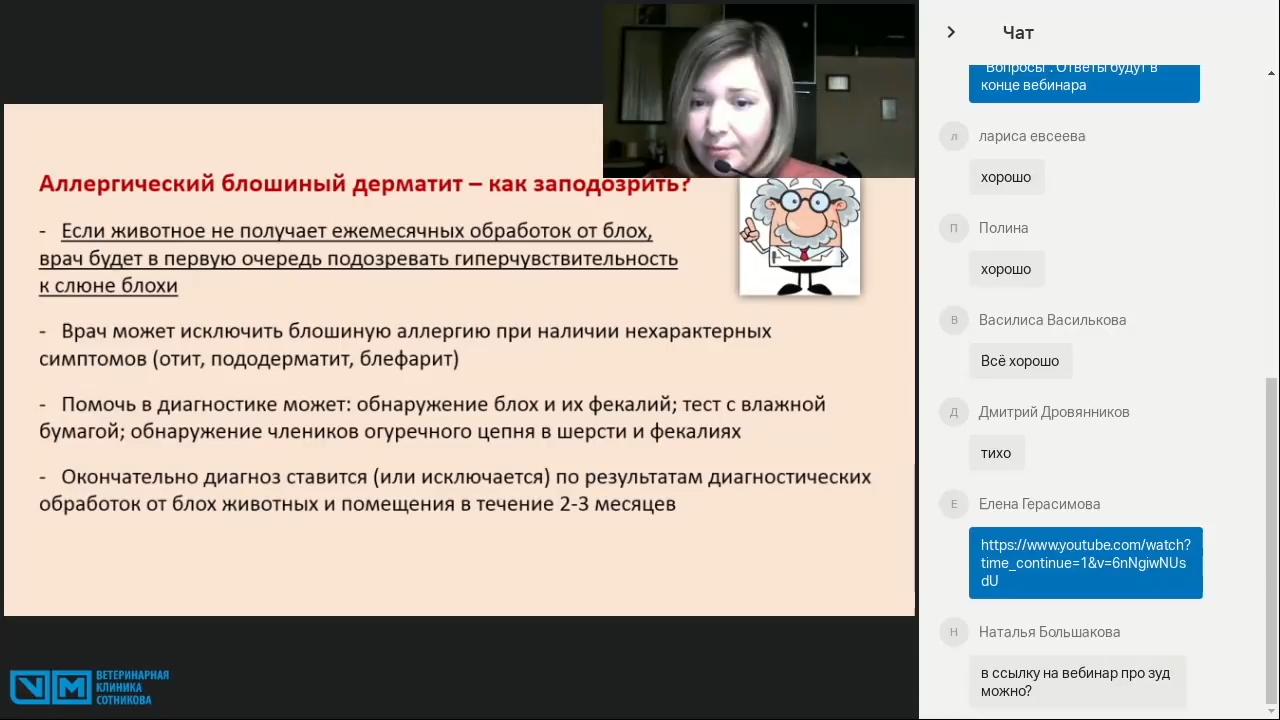 Аллергический блошиный дерматит – как заподозрить?
- Если животное не получает ежемесячных обработок от блох,
врач будет в первую очередь подозревать гиперчувствительность
к слюне блохи
- Врач может исключить блошиную аллергию при наличии нехарактерных
симптомов (отит, пододерматит, блефарит)
- Помочь в диагностике может: обнаружение блох и их фекалий; тест с влажной
бумагой; обнаружение члеников огуречного цепня в шерсти и фекалиях
- Окончательно диагноз ставится (или исключается) по результатам диагностических
обработок от блох животных и помещения в течение 2-3 месяцев
VM
ВЕТЕРИНАРНАЯ
КЛИНИКА
СОТНИКОВА
Чат
"Вопросы". Ответы будут в
конце вебинара
л
лариса евсеева
хорошо
П
Полина
хорошо
В
Василиса Василькова
Всё хорошо
Д
Дмитрий Дровянников
тихо
Е
Елена Герасимова
https://www.youtube.com/watch?
time_continue=1&v=6nNgiwNUs
dU
Н
Наталья Большакова
в ссылку на вебинар про зуд
можно?